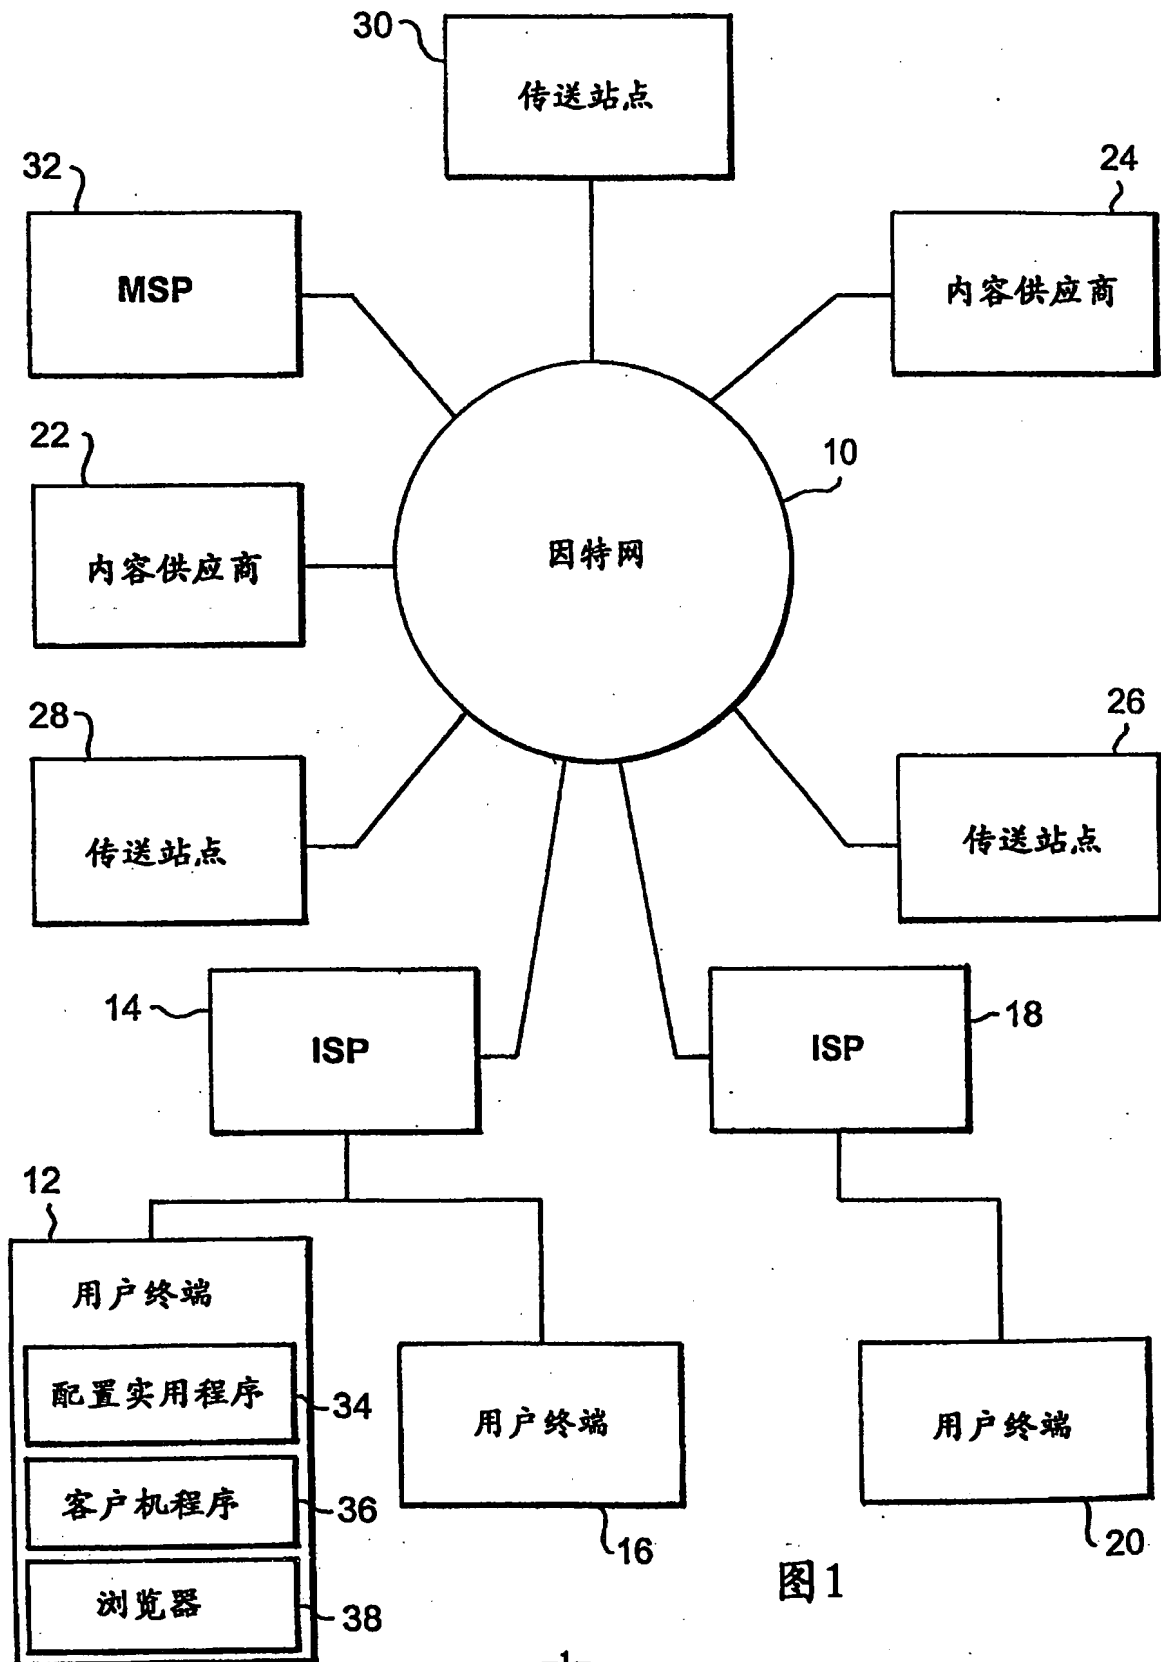 30
传送站点
32
24
MSP
内容供应商
22
10
内容供应商
因特网
28
26
传送站点
传送站点
14
ISP
ISP
18
12
用户终端
配置实用程序
34
用户终端
用户终端
客户机程序
36
16
20
图1
浏览器
38
-1-